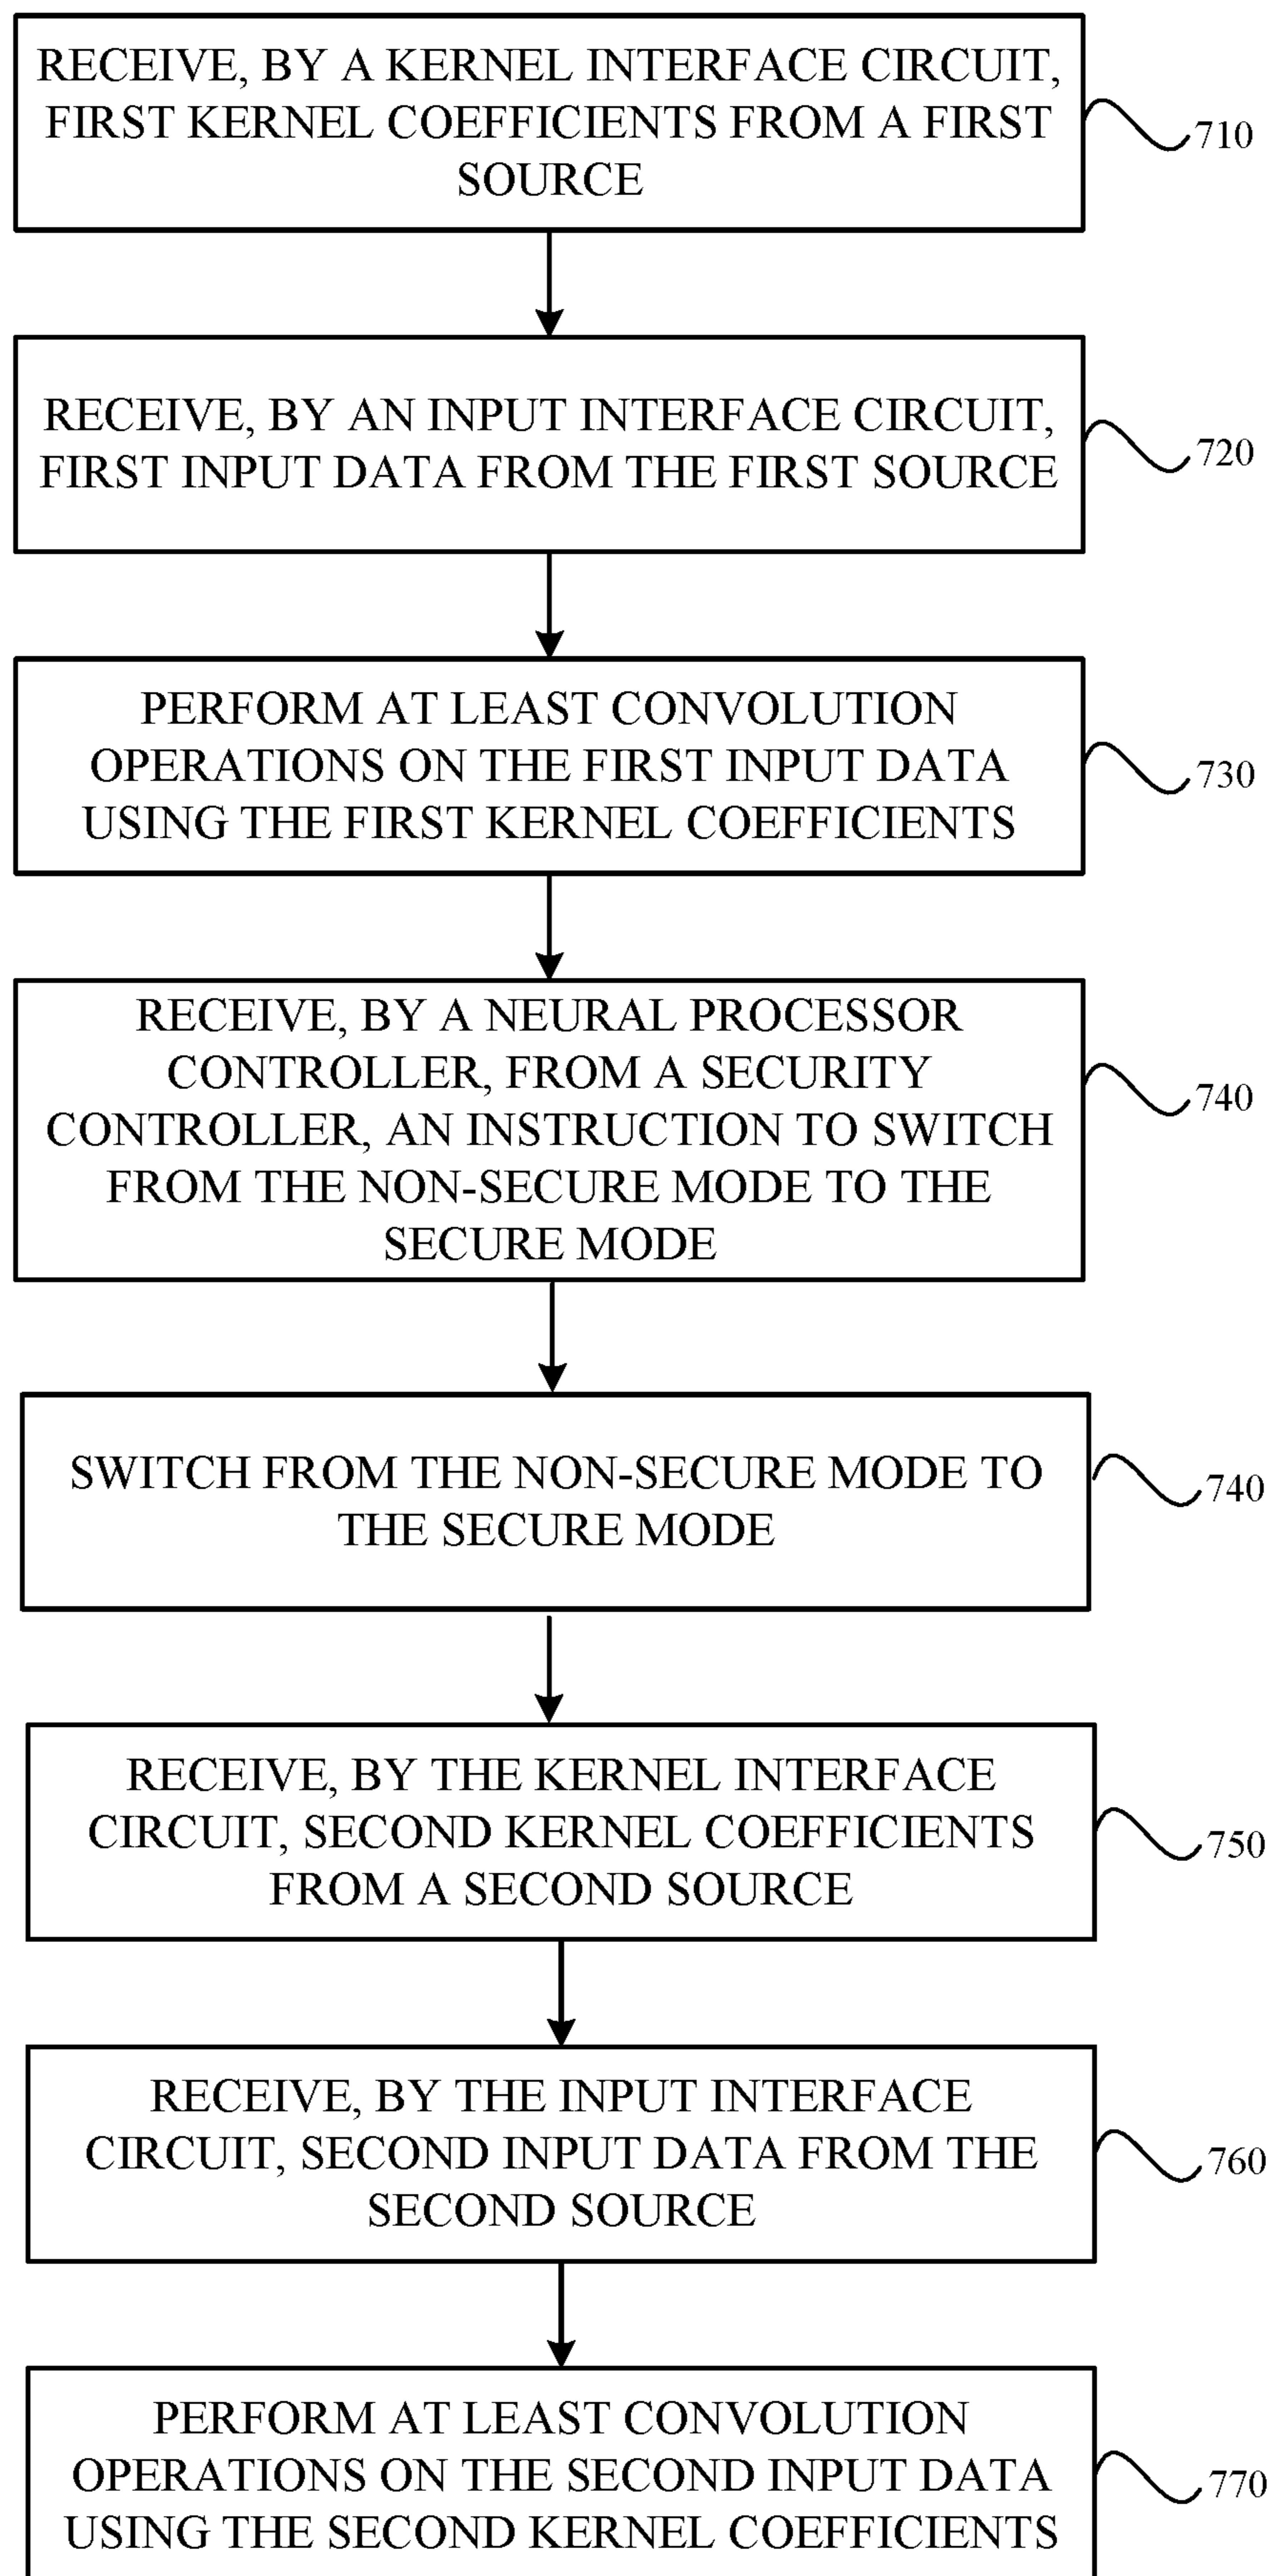 RECEIVE, BY A KERNEL INTERFACE CIRCUIT,
FIRST KERNEL COEFFICIENTS FROM A FIRST
SOURCE
710
RECEIVE, BY AN INPUT INTERFACE CIRCUIT,
FIRST INPUT DATA FROM THE FIRST SOURCE
720
PERFORM AT LEAST CONVOLUTION
OPERATIONS ON THE FIRST INPUT DATA
USING THE FIRST KERNEL COEFFICIENTS
730
RECEIVE, BY A NEURAL PROCESSOR
CONTROLLER, FROM A SECURITY
CONTROLLER, AN INSTRUCTION TO SWITCH
FROM THE NON-SECURE MODE TO THE
SECURE MODE
740
SWITCH FROM THE NON-SECURE MODE TO
THE SECURE MODE
740
RECEIVE, BY THE KERNEL INTERFACE
CIRCUIT, SECOND KERNEL COEFFICIENTS
FROM A SECOND SOURCE
750
RECEIVE, BY THE INPUT INTERFACE
CIRCUIT, SECOND INPUT DATA FROM THE
SECOND SOURCE
760
PERFORM AT LEAST CONVOLUTION
OPERATIONS ON THE SECOND INPUT DATA
USING THE SECOND KERNEL COEFFICIENTS
770